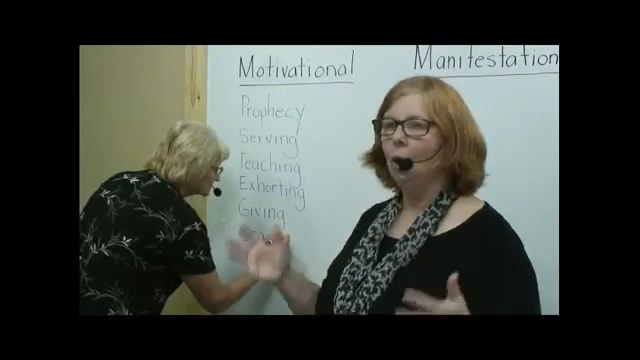 Motivational
Prophecy
Serving
Teaching
Exhorting
Giving
Manifestation